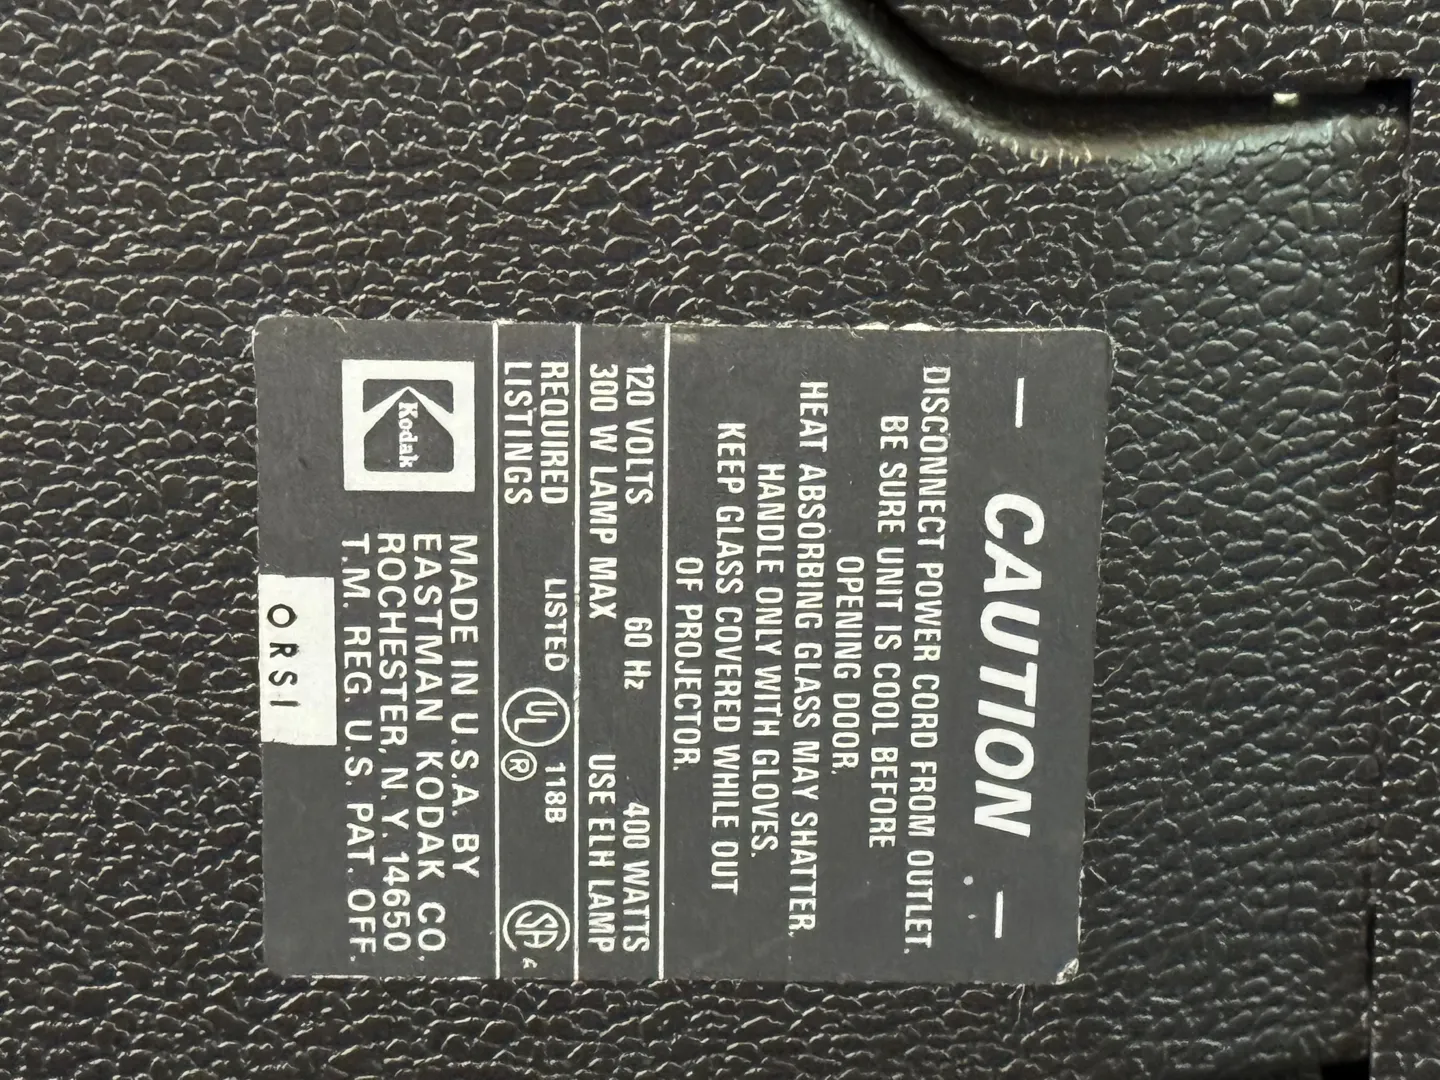 — CAUTION —
DISCONNECT POWER CORD FROM OUTLET.
BE SURE UNIT IS COOL BEFORE
OPENING DOOR.
HEAT ABSORBING GLASS MAY SHATTER.
HANDLE ONLY WITH GLOVES.
KEEP GLASS COVERED WHILE OUT
OF PROJECTOR.
120 VOLTS 60 Hz 400 WATTS
300 W LAMP MAX USE ELH LAMP
REQUIRED LISTED UL® 118B SA
LISTINGS
Kodak
MADE IN U.S.A. BY
EASTMAN KODAK CO.
ROCHESTER, N.Y. 14650
T.M. REG. U.S. PAT. OFF.
ORSI